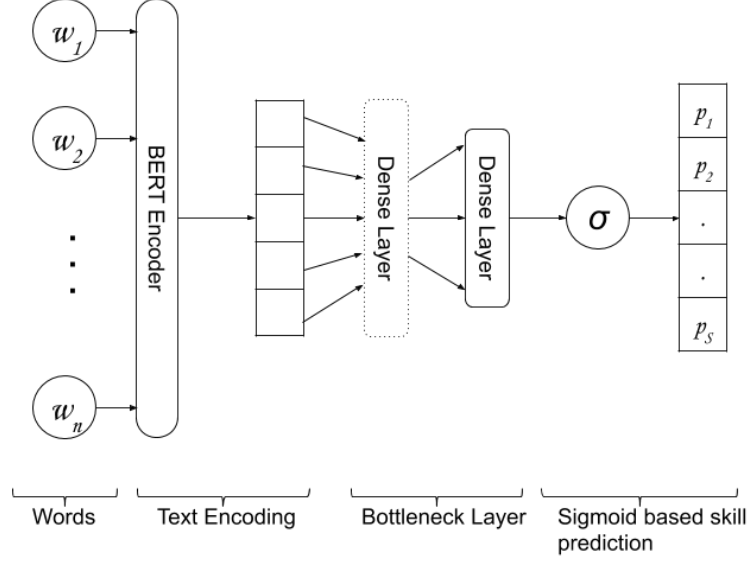 w1
w2
wn
BERT Encoder
Dense Layer
Dense Layer
σ
p1
p2
.
.
pS
Words
Text Encoding
Bottleneck Layer
Sigmoid based skill
prediction